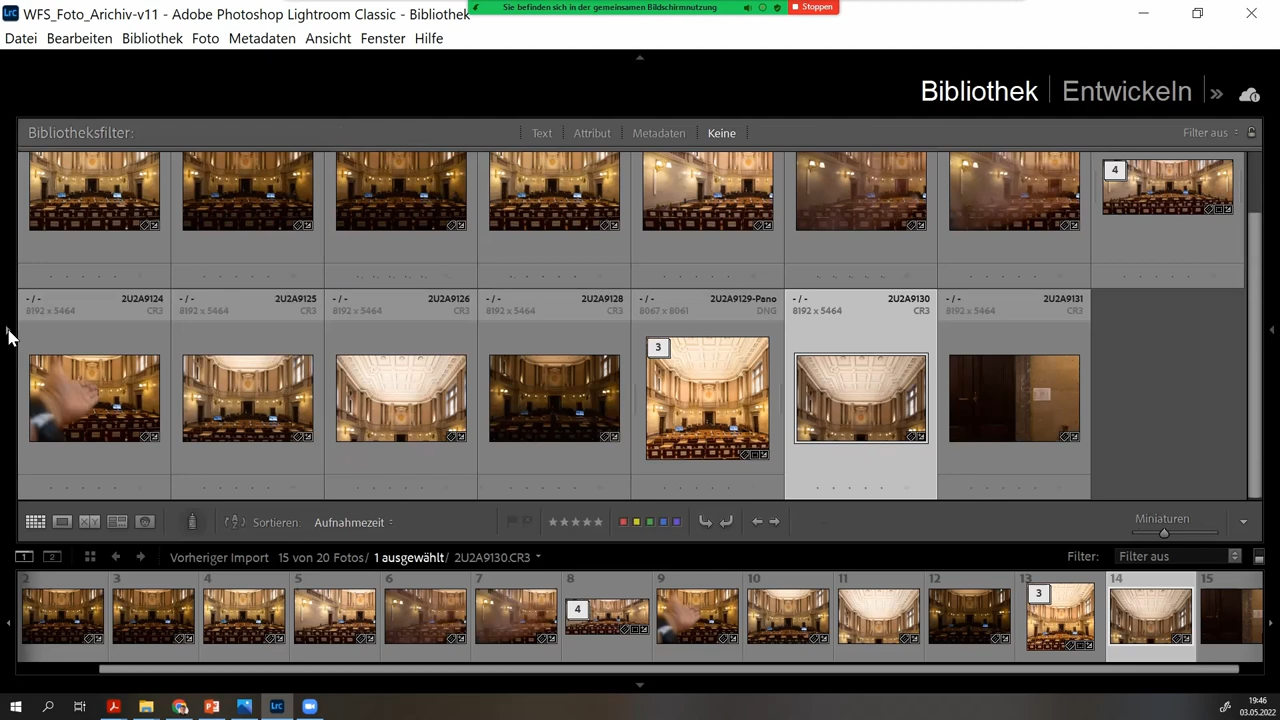 WFS_Foto_Arichiv-v11 - Adobe Photoshop Lightroom Classic - Bibliothek
Sie befinden sich in der gemeinsamen Bildschirmnutzung
Stoppen
Datei Bearbeiten Bibliothek Foto Metadaten Ansicht Fenster Hilfe
Bibliothek Entwickeln »
Bibliotheksfilter: Text Attribut Metadaten Keine Filter aus
4
-/- 2U2A9124 -/- 2U2A9125 -/- 2U2A9126 -/- 2U2A9128 -/- 2U2A9129-Pano -/- 2U2A9130 -/- 2U2A9131
8192 x 5464 CR3 8192 x 5464 CR3 8192 x 5464 CR3 8192 x 5464 CR3 8067 x 8061 DNG 8192 x 5464 CR3 8192 x 5464 CR3
3
Sortieren: Aufnahmezeit Miniaturen
1 2 Vorheriger Import 15 von 20 Fotos/ 1 ausgewählt/ 2U2A9130.CR3 Filter: Filter aus
2 3 4 5 6 7 8 9 10 11 12 13 14 15
4 3
Lrc
19:46
03.05.2022